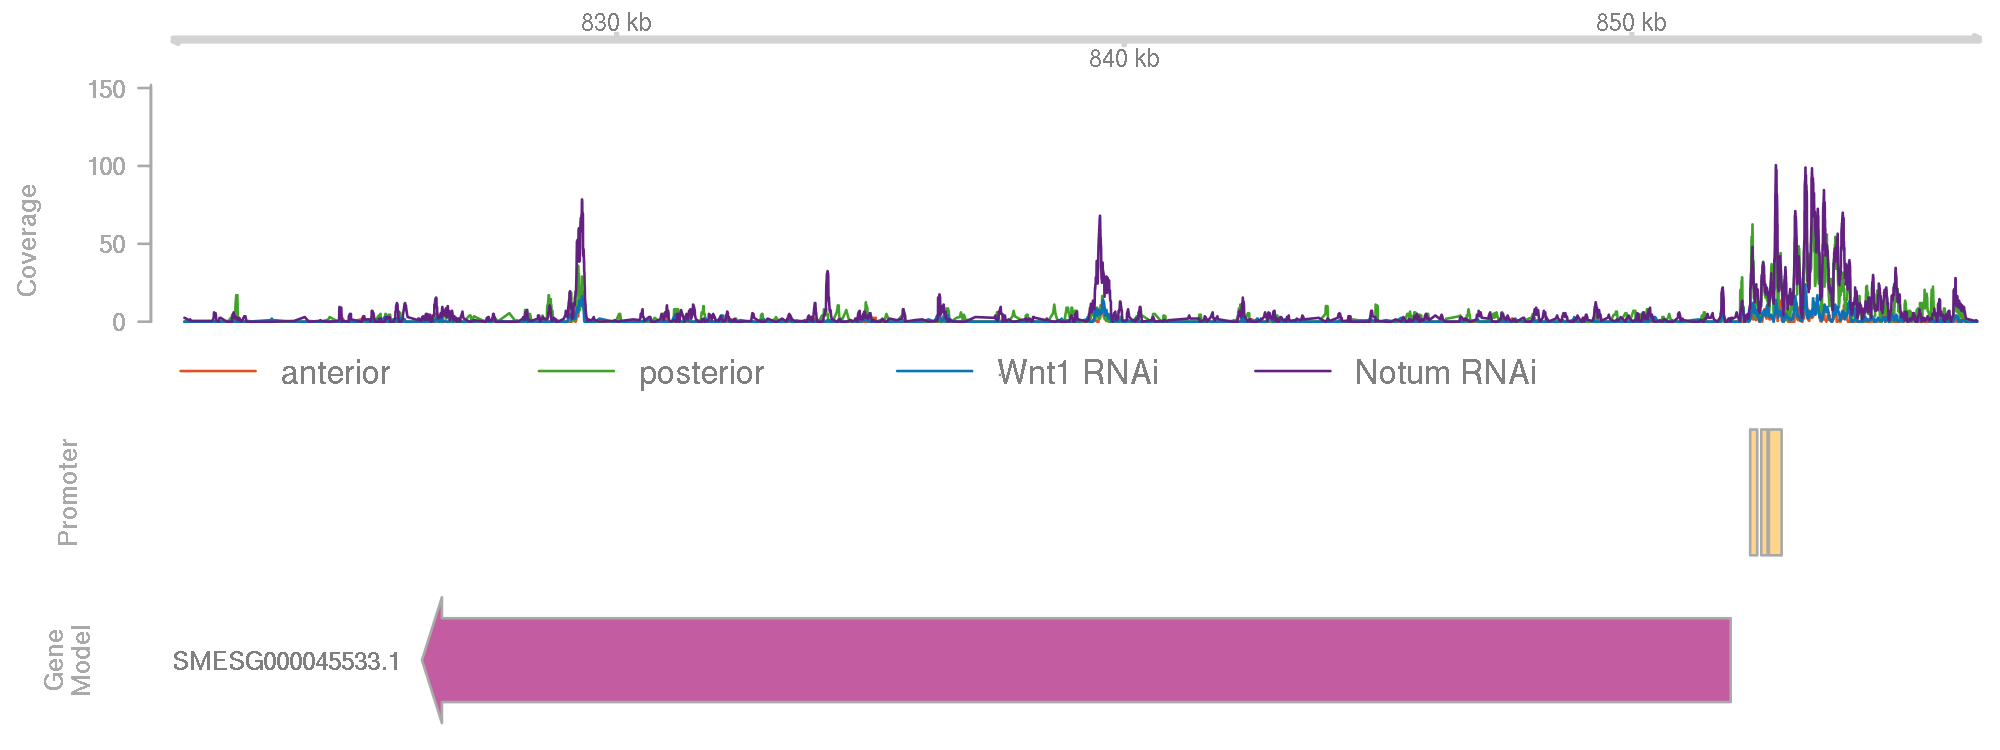 830 kb
850 kb
840 kb
150
100
50
0
Coverage
anterior posterior Wnt1 RNAi Notum RNAi
Promoter
Gene
Model
SMESG000045533.1